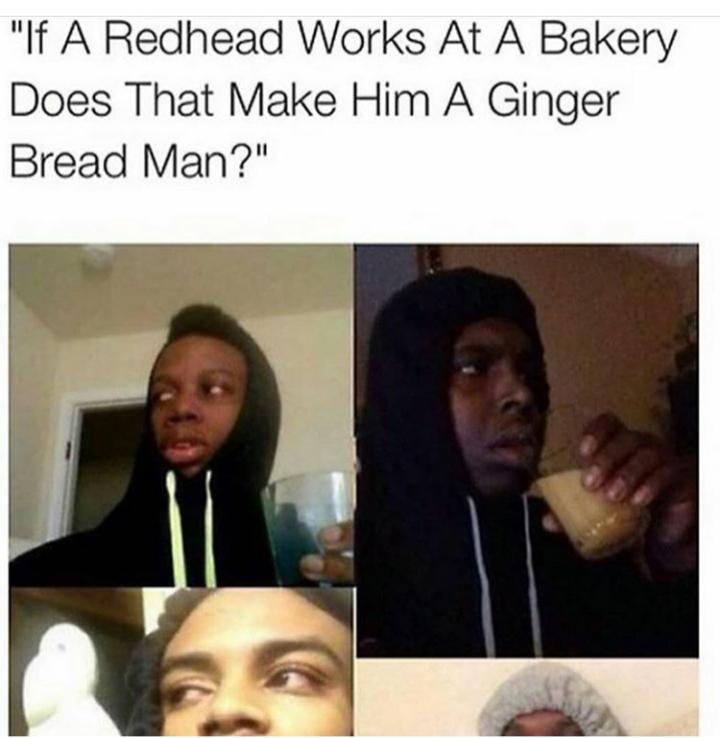 "If A Redhead Works At A Bakery
Does That Make Him A Ginger
Bread Man?"